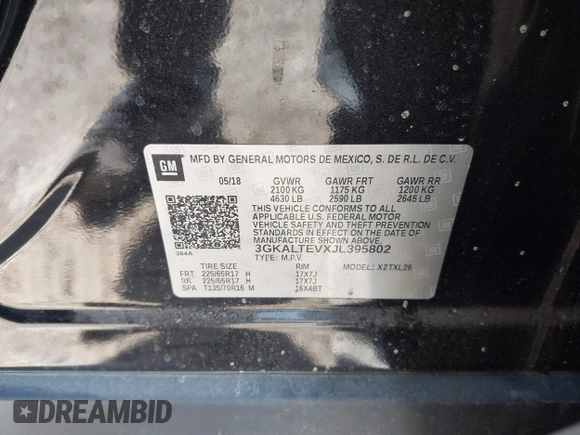 GM
MFD BY GENERAL MOTORS DE MEXICO, S. DE R.L. DE C.V.
05/18 GVWR GAWR FRT GAWR RR
2100 KG 1175 KG 1200 KG
4630 LB 2590 LB 2645 LB
THIS VEHICLE CONFORMS TO ALL
APPLICABLE U.S. FEDERAL MOTOR
VEHICLE SAFETY AND THEFT PREVENTION
STANDARDS IN EFFECT ON THE DATE OF
MANUFACTURE SHOWN ABOVE.
3GKALTEVXJL395802
384A TYPE: M.P.V.
TIRE SIZE RIM MODEL: X2TXL26
FRT 225/65R17 H 17X7J
RR 225/65R17 H 17X7J
SPA T135/70R16 M 16X4BT
DREAMBID